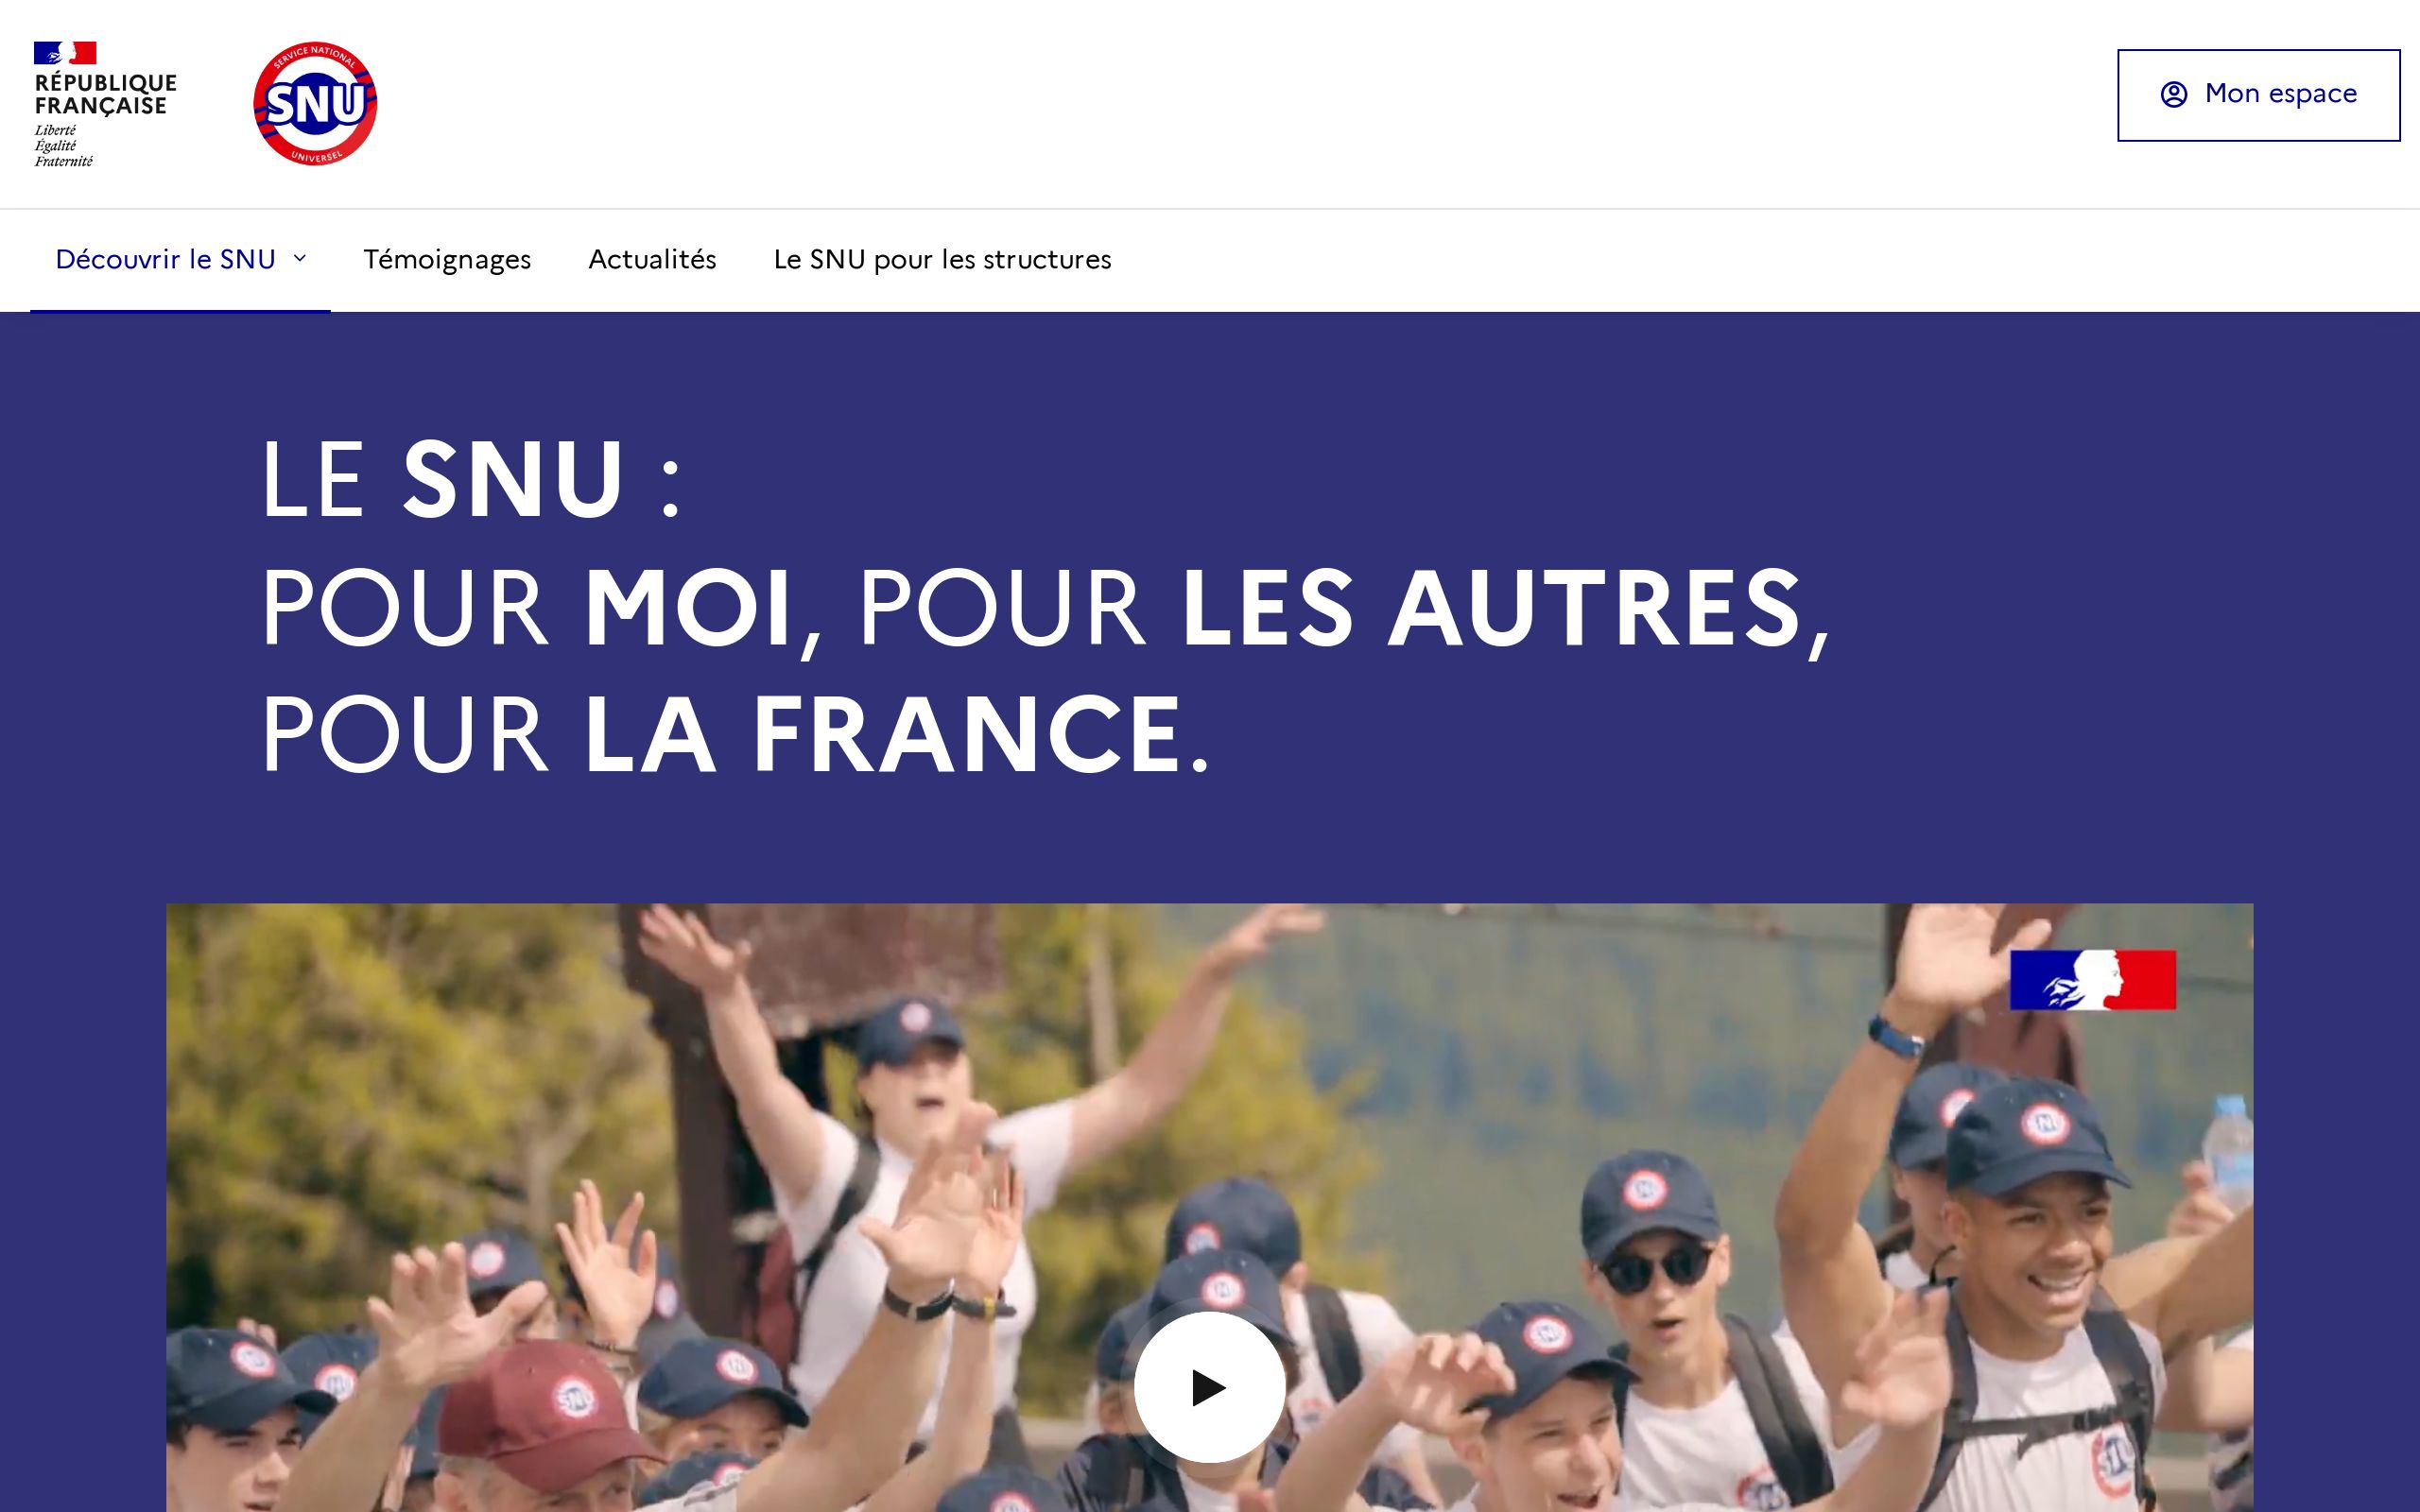 RÉPUBLIQUE
FRANÇAISE
Liberté
Égalité
Fraternité
SERVICE NATIONAL
SNU
UNIVERSEL
Mon espace
Découvrir le SNU
Témoignages
Actualités
Le SNU pour les structures
LE SNU :
POUR MOI, POUR LES AUTRES,
POUR LA FRANCE.